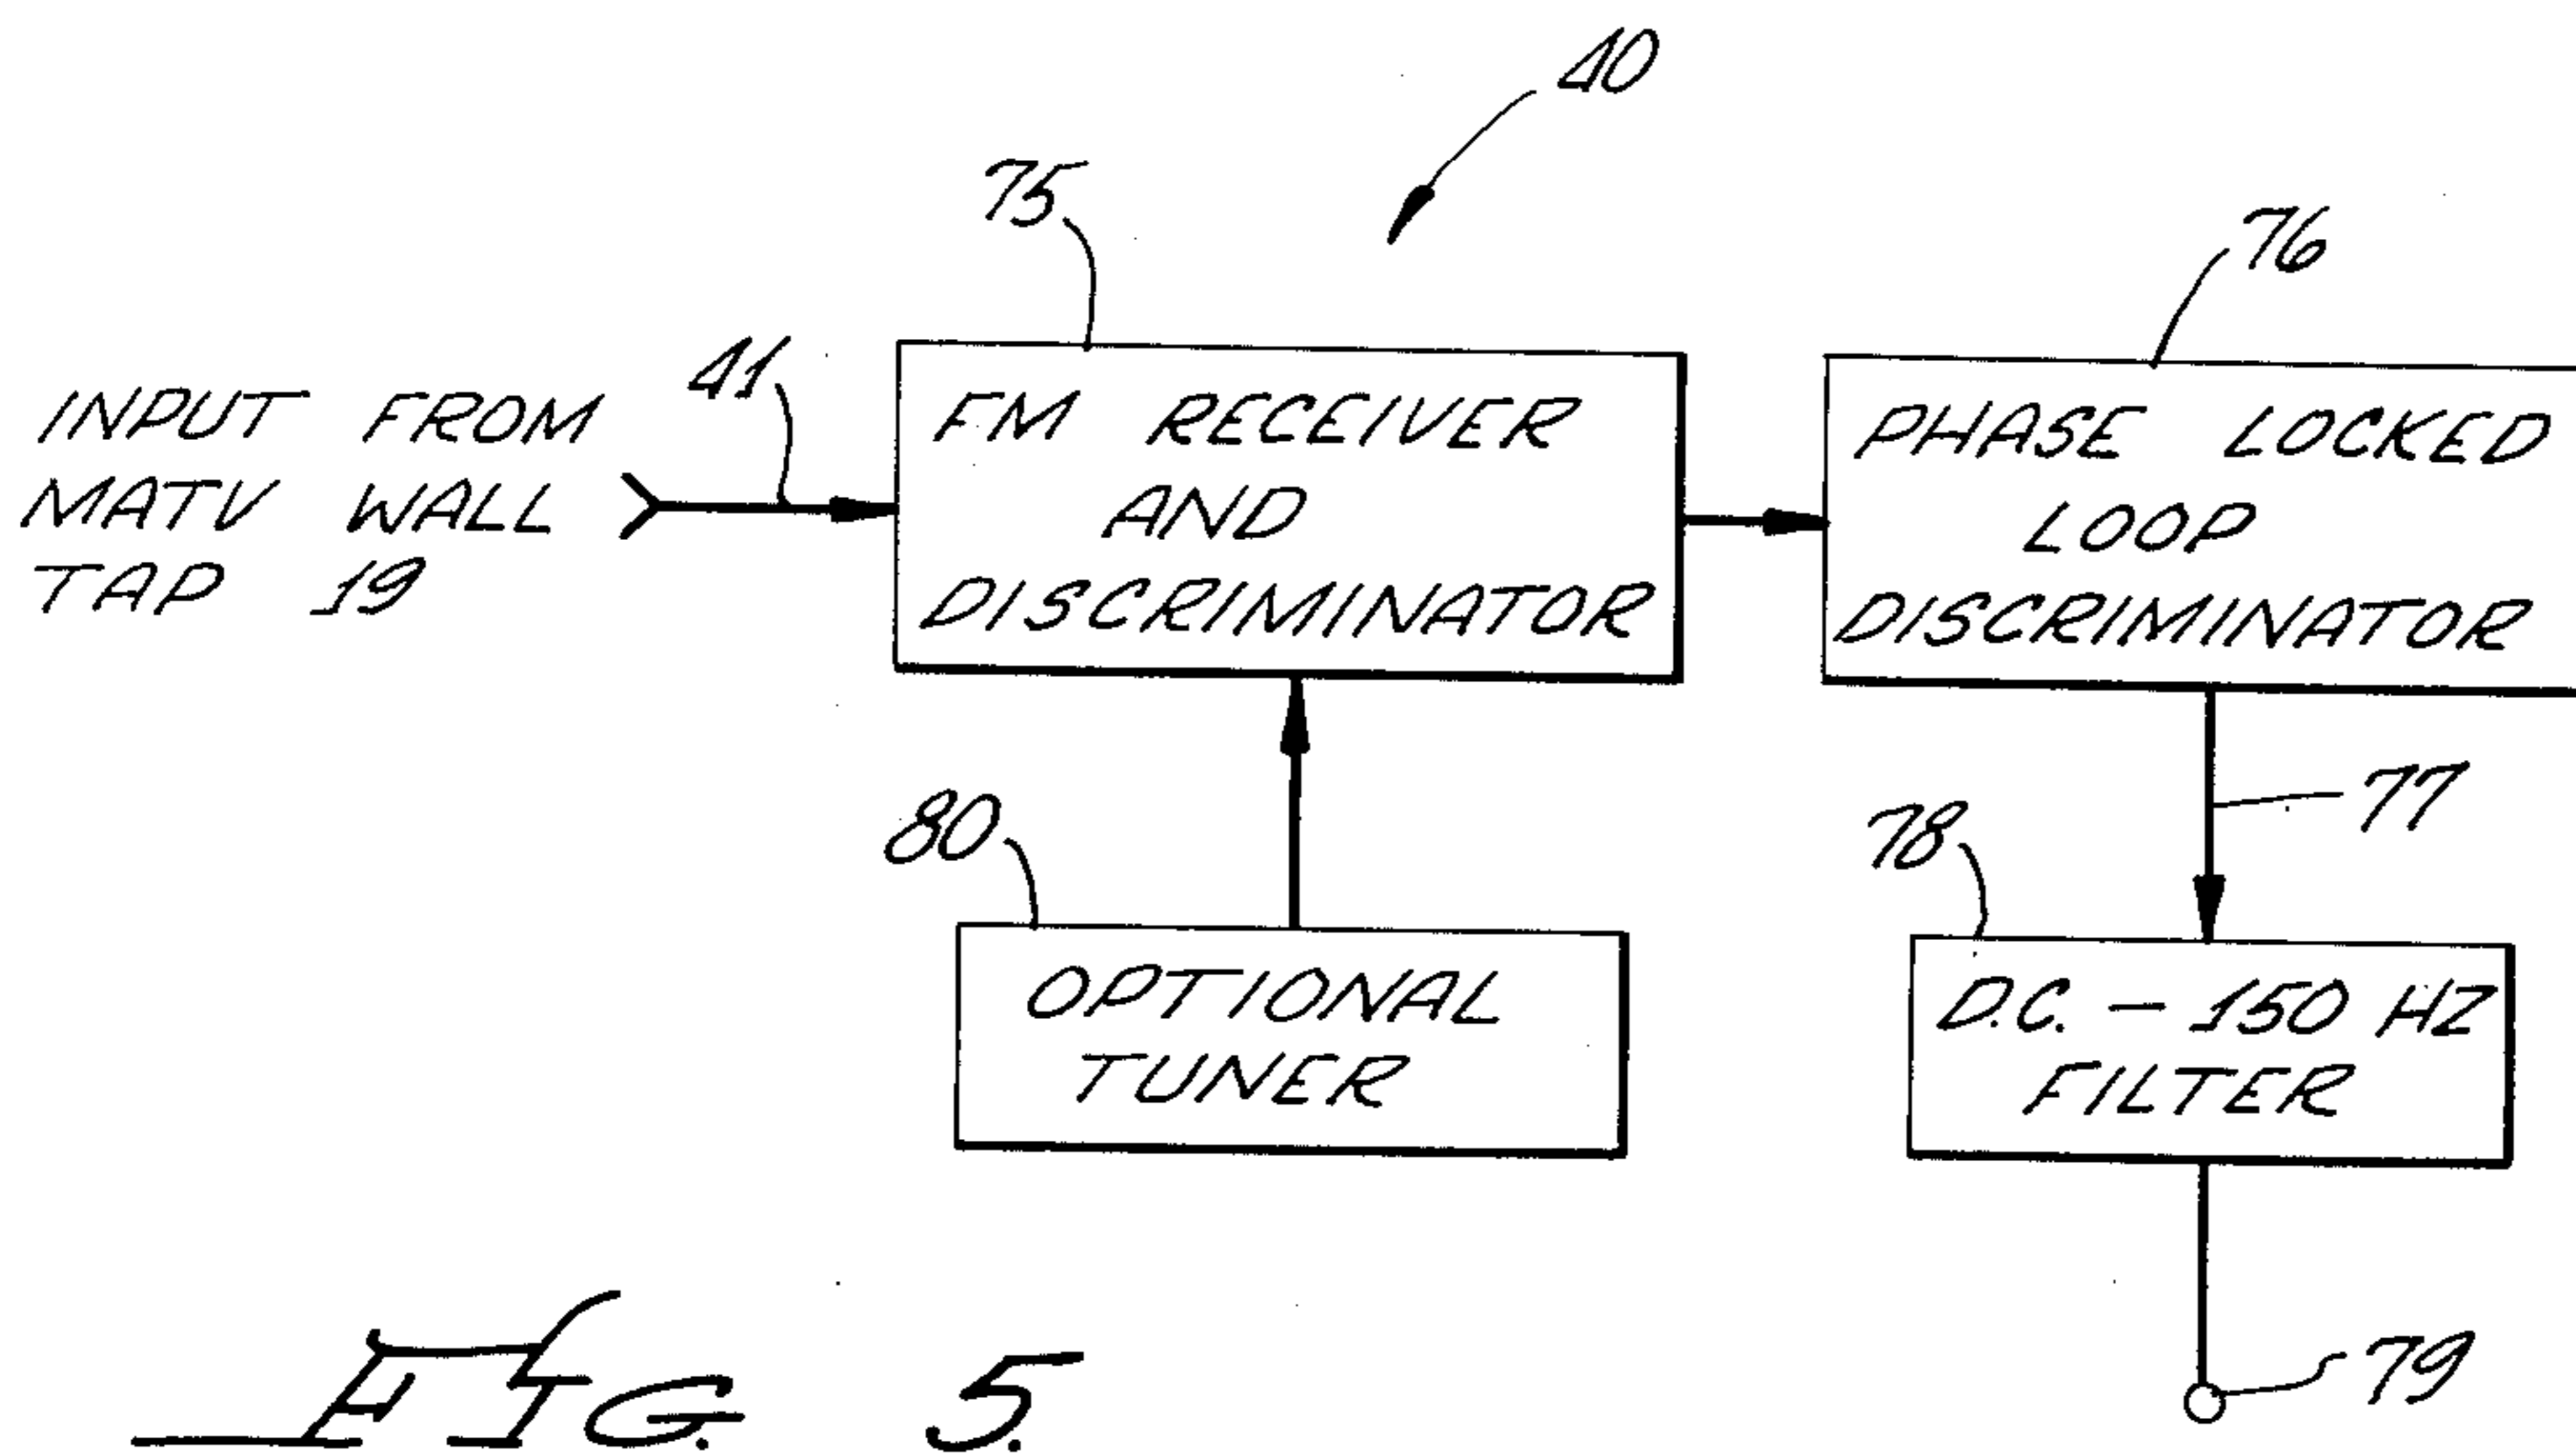 40
75
76
41
INPUT FROM
MATV WALL
TAP 19
FM RECEIVER
AND
DISCRIMINATOR
PHASE LOCKED
LOOP
DISCRIMINATOR
77
80
78
OPTIONAL
TUNER
D.C. - 150 HZ
FILTER
79
FIG. 5.